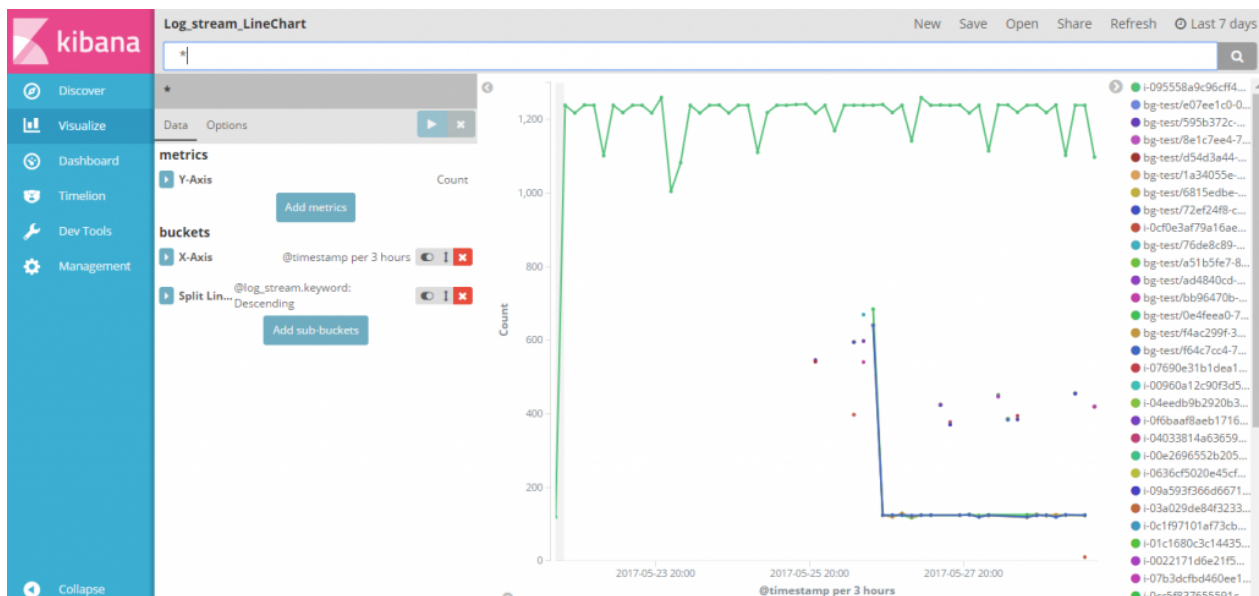 kibana
Discover
Visualize
Dashboard
Timelion
Dev Tools
Management
Collapse
Log_stream_LineChart
New Save Open Share Refresh Last 7 days
*
*
Data Options
metrics
Y-Axis Count
Add metrics
buckets
X-Axis @timestamp per 3 hours
Split Lin... @log_stream.keyword: Descending
Add sub-buckets
Count
1,200
1,000
800
600
400
200
0
2017-05-23 20:00 2017-05-25 20:00 2017-05-27 20:00
@timestamp per 3 hours
i-095558a9c96cff4...
bg-test/e07ee1c0-0...
bg-test/595b372c-...
bg-test/8e1c7ee4-7...
bg-test/d54d3a44-...
bg-test/1a34055e-...
bg-test/6815edbe-...
bg-test/72ef24f8-c...
i-0cf0e3af79a16ae...
bg-test/76de8c89-...
bg-test/a51b5fe7-8...
bg-test/ad4840cd-...
bg-test/bb96470b-...
bg-test/0e4feea0-7...
bg-test/f4ac299f-3...
bg-test/f64c7cc4-7...
i-07690e31b1dea1...
i-00960a12c90f3d5...
i-04eedb9b2920b3...
i-0f6baaf8aeb1716...
i-04033814a63659...
i-00e2696552b205...
i-0636cf5020e45cf...
i-09a593f366d6671...
i-03a029de84f3233...
i-0c1f97101af73cb...
i-01c1680c3c14435...
i-0022171d6e21f5...
i-07b3dcfbd460ee1...